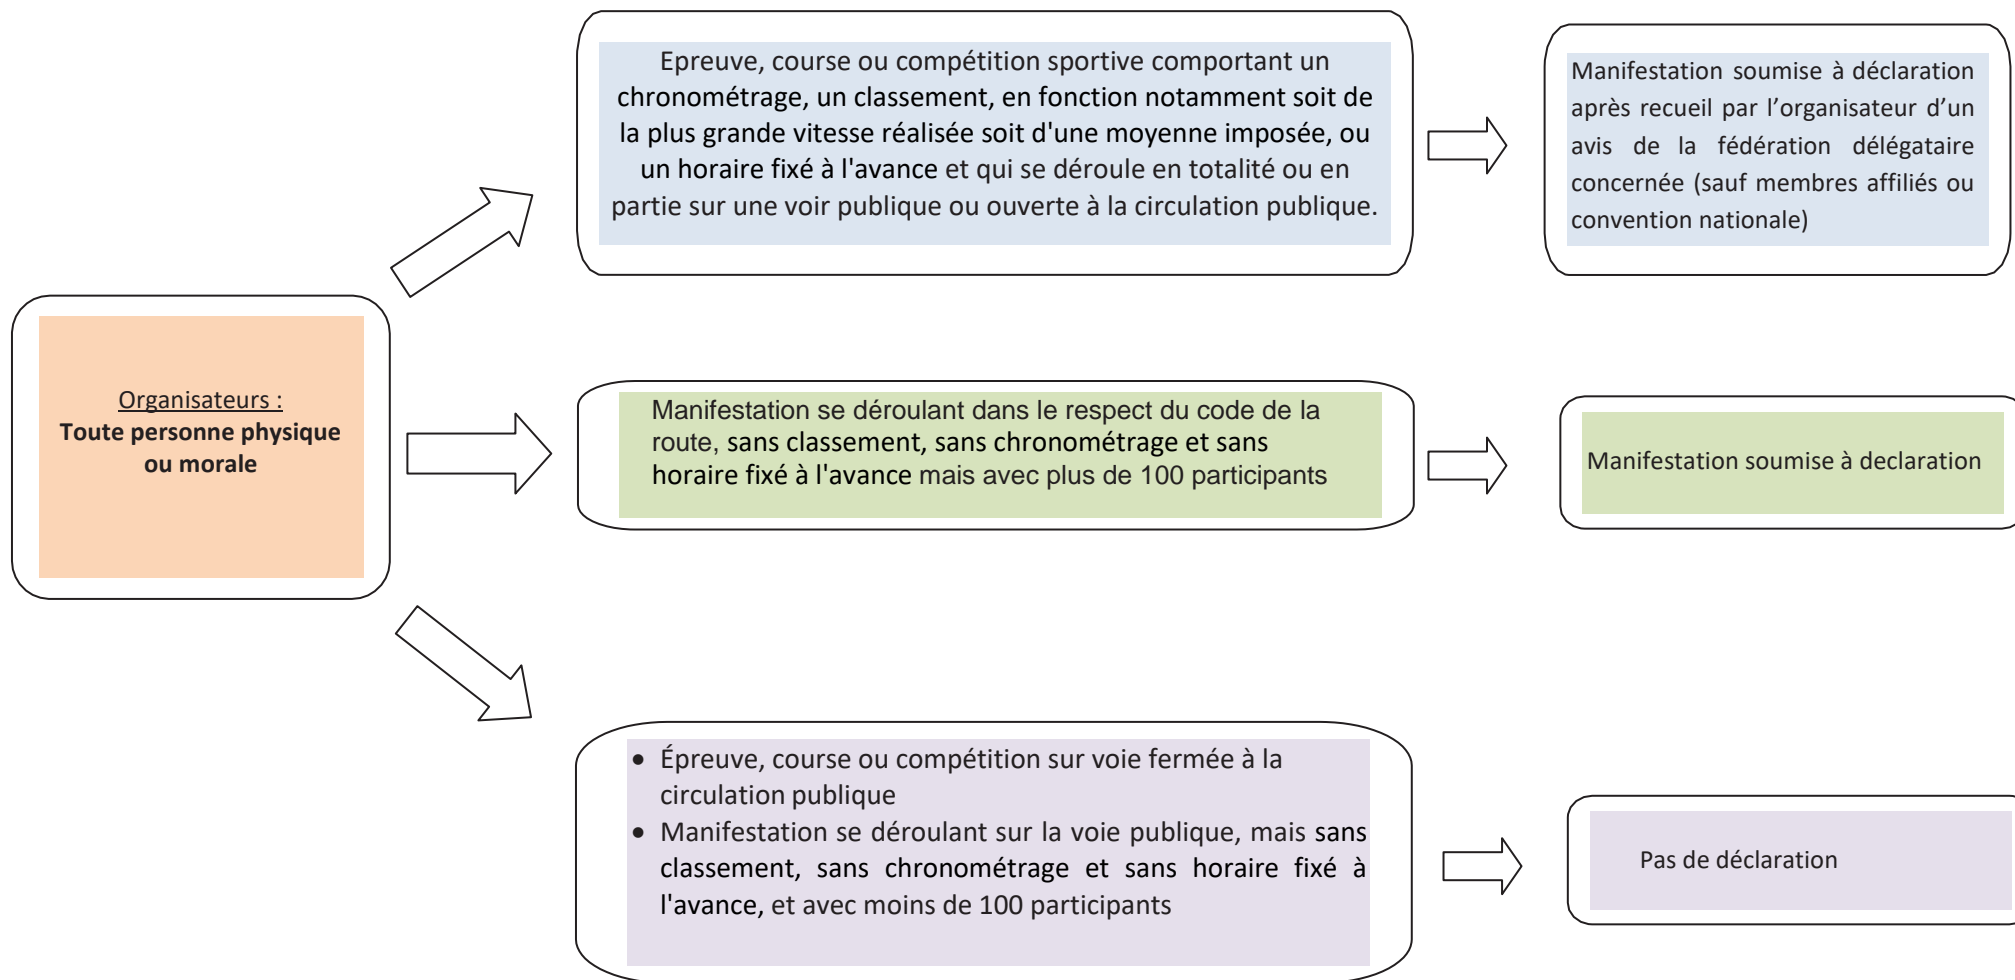 Organisateurs :
Toute personne physique
ou morale
Epreuve, course ou compétition sportive comportant un
chronométrage, un classement, en fonction notamment soit de
la plus grande vitesse réalisée soit d'une moyenne imposée, ou
un horaire fixé à l'avance et qui se déroule en totalité ou en
partie sur une voir publique ou ouverte à la circulation publique.
Manifestation soumise à déclaration
après recueil par l’organisateur d’un
avis de la fédération délégataire
concernée (sauf membres affiliés ou
convention nationale)
Manifestation se déroulant dans le respect du code de la
route, sans classement, sans chronométrage et sans
horaire fixé à l'avance mais avec plus de 100 participants
Manifestation soumise à declaration
• Épreuve, course ou compétition sur voie fermée à la
circulation publique
• Manifestation se déroulant sur la voie publique, mais sans
classement, sans chronométrage et sans horaire fixé à
l'avance, et avec moins de 100 participants
Pas de déclaration